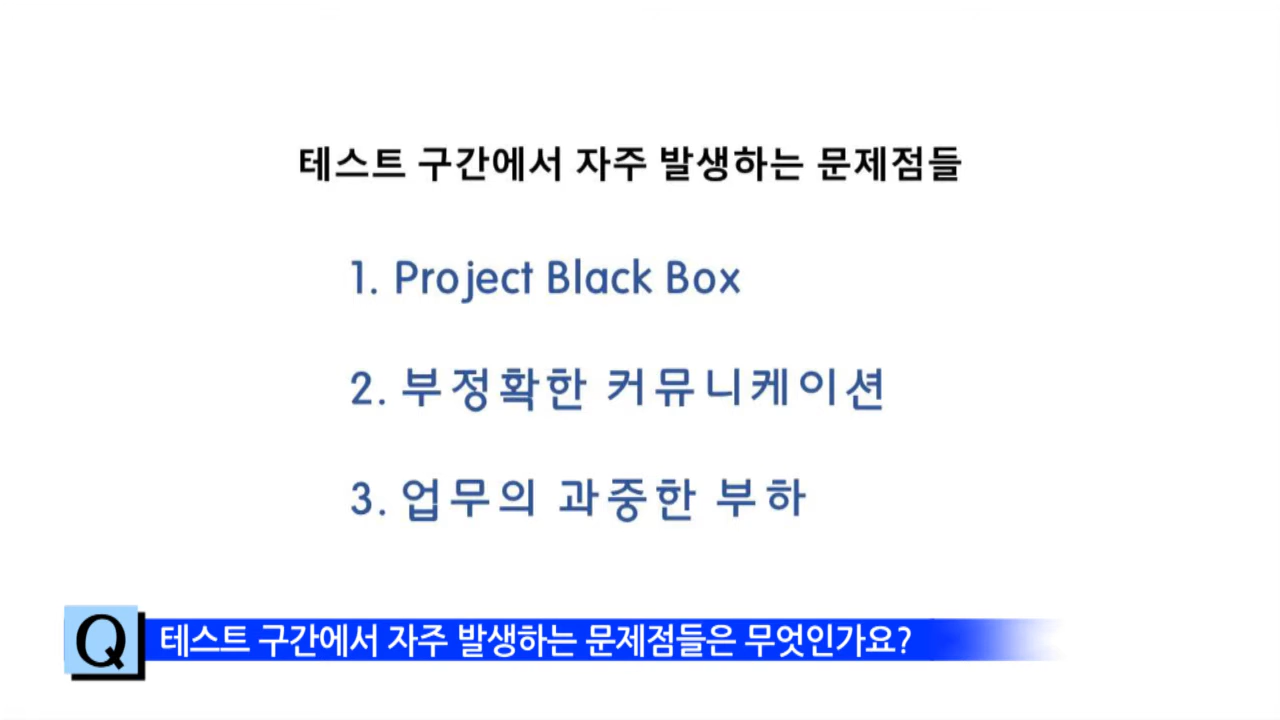 테스트 구간에서 자주 발생하는 문제점들
1. Project Black Box
2. 부정확한 커뮤니케이션
3. 업무의 과중한 부하
Q 테스트 구간에서 자주 발생하는 문제점들은 무엇인가요?